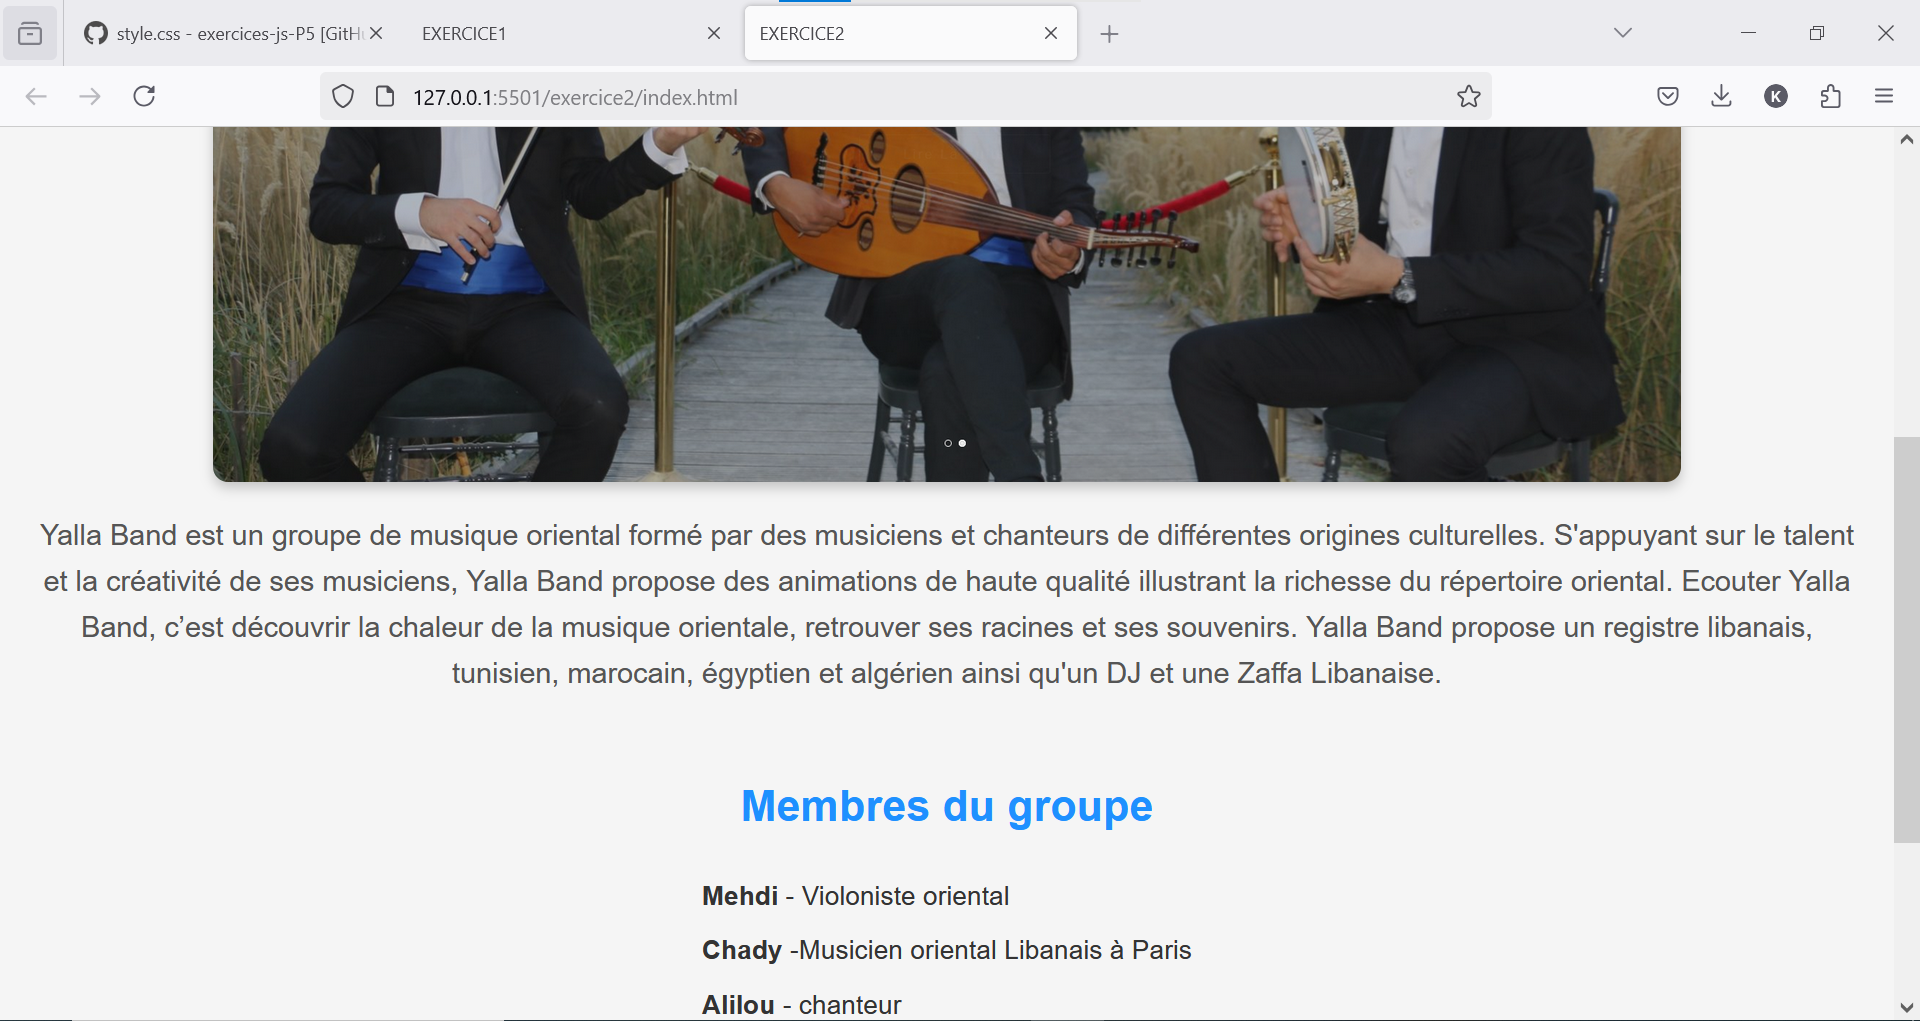 style.css - exercices-js-P5 [GitH
EXERCICE1
EXERCICE2
127.0.0.1:5501/exercice2/index.html
K
Yalla Band est un groupe de musique oriental formé par des musiciens et chanteurs de différentes origines culturelles. S'appuyant sur le talent
et la créativité de ses musiciens, Yalla Band propose des animations de haute qualité illustrant la richesse du répertoire oriental. Ecouter Yalla
Band, c’est découvrir la chaleur de la musique orientale, retrouver ses racines et ses souvenirs. Yalla Band propose un registre libanais,
tunisien, marocain, égyptien et algérien ainsi qu'un DJ et une Zaffa Libanaise.
Membres du groupe
Mehdi - Violoniste oriental
Chady -Musicien oriental Libanais à Paris
Alilou - chanteur